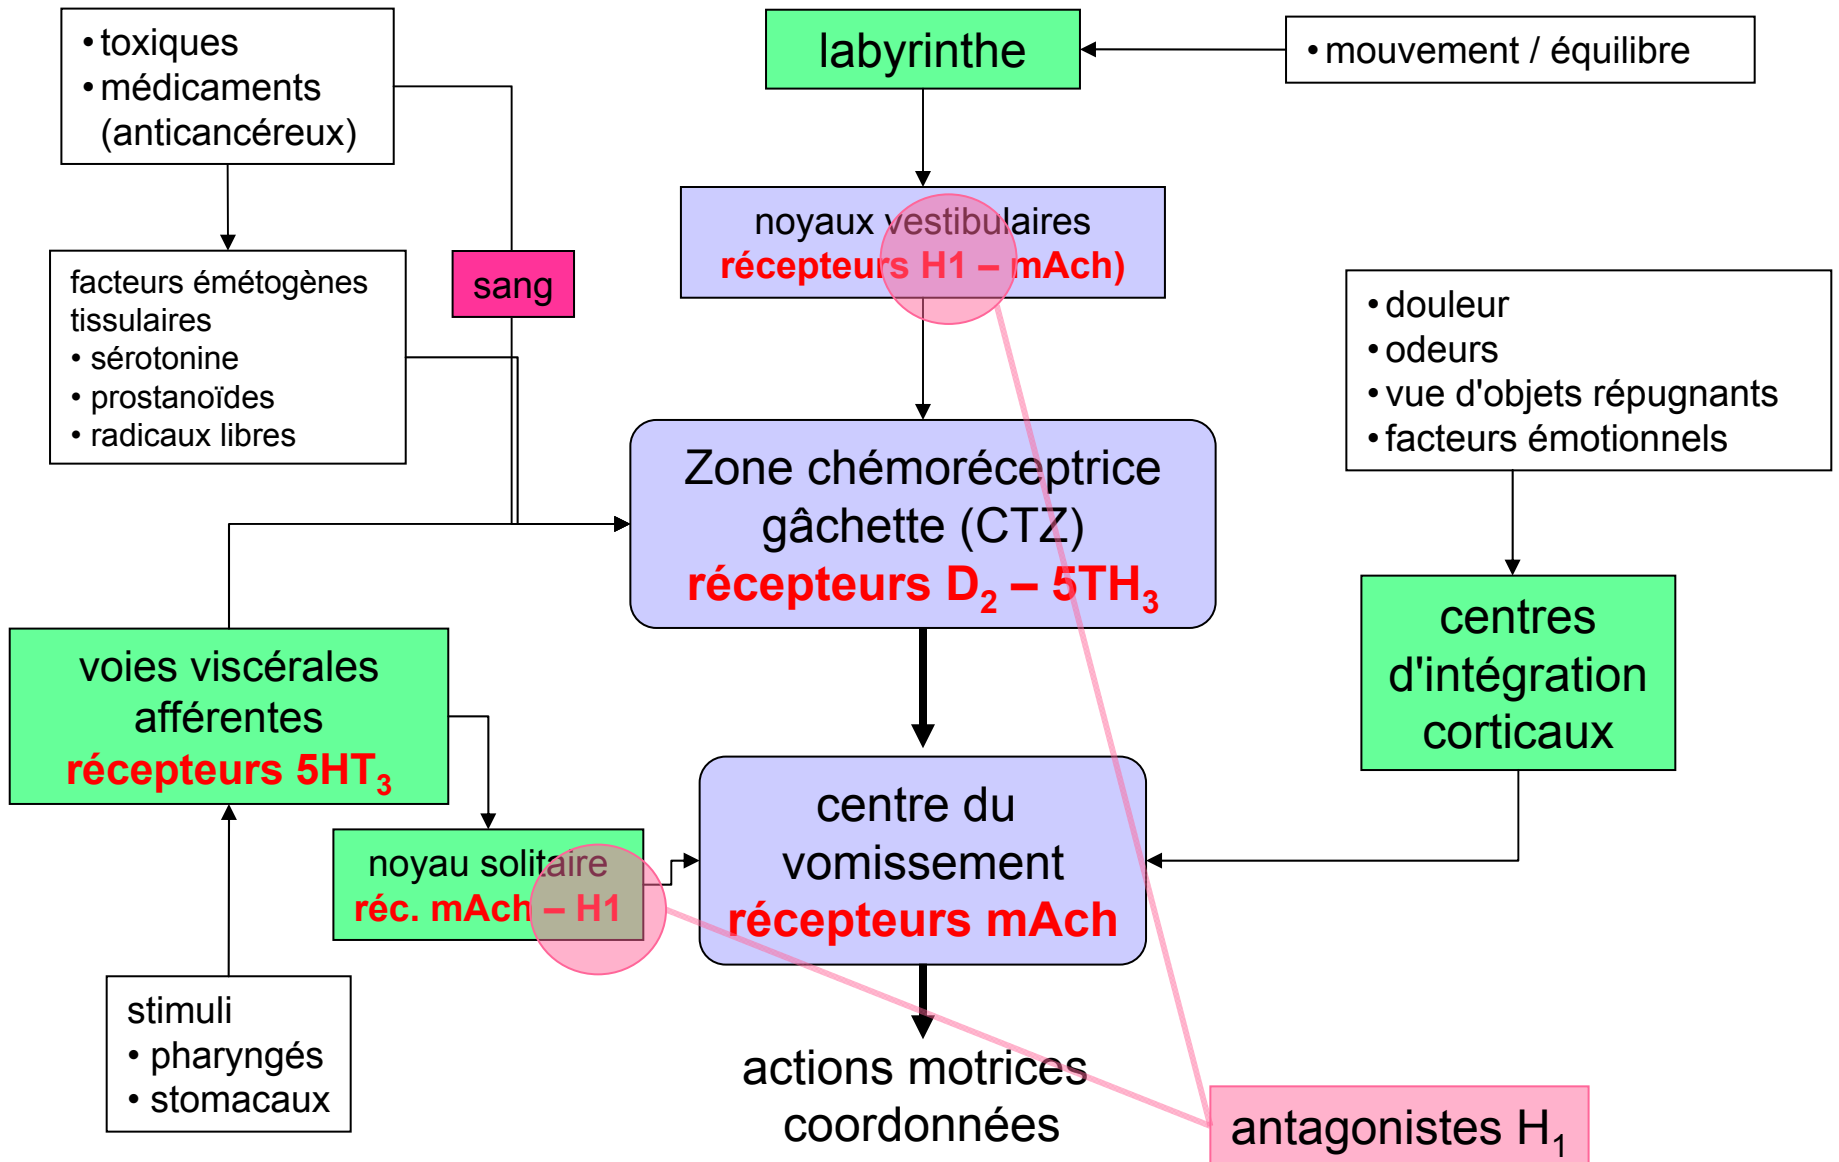 • toxiques
• médicaments
(anticancéreux)
labyrinthe
• mouvement / équilibre
noyaux vestibulaires
récepteurs H1 – mAch)
facteurs émétogènes
tissulaires
• sérotonine
• prostanoïdes
• radicaux libres
sang
• douleur
• odeurs
• vue d'objets répugnants
• facteurs émotionnels
Zone chémoréceptrice
gâchette (CTZ)
récepteurs D₂ – 5TH₃
voies viscérales
afférentes
récepteurs 5HT₃
centres
d'intégration
corticaux
noyau solitaire
réc. mAch – H1
centre du
vomissement
récepteurs mAch
stimuli
• pharyngés
• stomacaux
actions motrices
coordonnées
antagonistes H₁